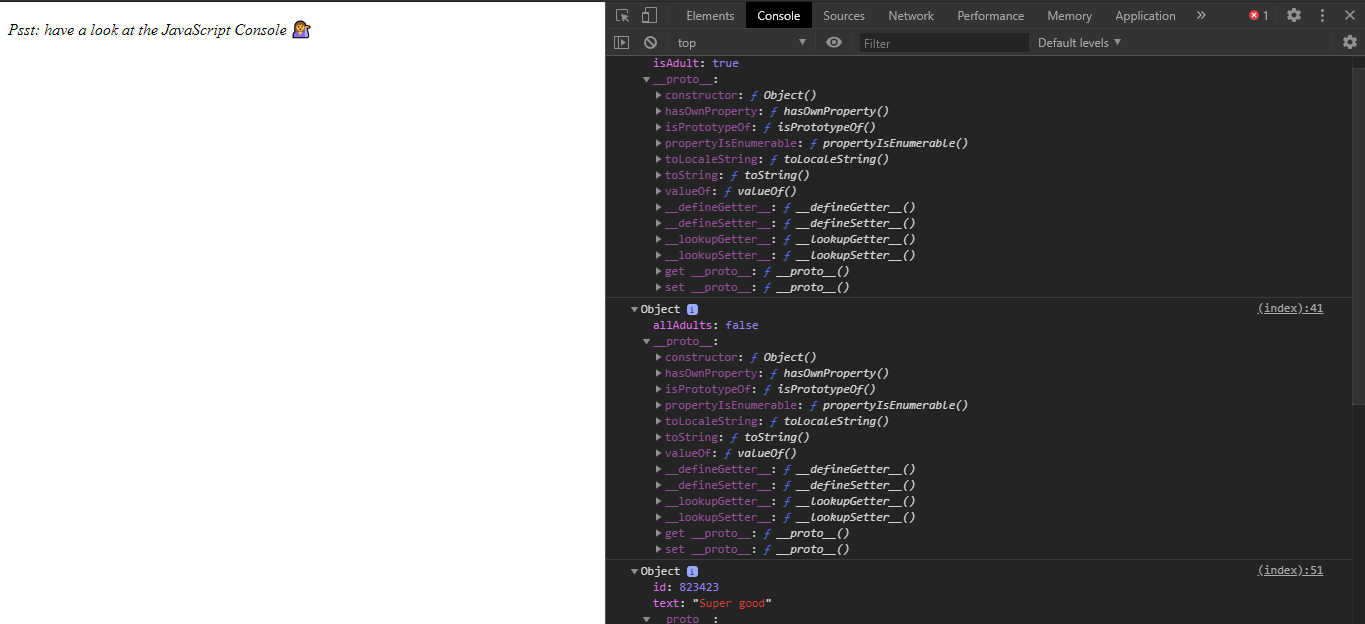 Psst: have a look at the JavaScript Console 💁
Elements Console Sources Network Performance Memory Application » 1
top Filter Default levels
isAdult: true
__proto__:
constructor: ƒ Object()
hasOwnProperty: ƒ hasOwnProperty()
isPrototypeOf: ƒ isPrototypeOf()
propertyIsEnumerable: ƒ propertyIsEnumerable()
toLocaleString: ƒ toLocaleString()
toString: ƒ toString()
valueOf: ƒ valueOf()
__defineGetter__: ƒ __defineGetter__()
__defineSetter__: ƒ __defineSetter__()
__lookupGetter__: ƒ __lookupGetter__()
__lookupSetter__: ƒ __lookupSetter__()
get __proto__: ƒ __proto__()
set __proto__: ƒ __proto__()
Object i (index):41
allAdults: false
__proto__:
constructor: ƒ Object()
hasOwnProperty: ƒ hasOwnProperty()
isPrototypeOf: ƒ isPrototypeOf()
propertyIsEnumerable: ƒ propertyIsEnumerable()
toLocaleString: ƒ toLocaleString()
toString: ƒ toString()
valueOf: ƒ valueOf()
__defineGetter__: ƒ __defineGetter__()
__defineSetter__: ƒ __defineSetter__()
__lookupGetter__: ƒ __lookupGetter__()
__lookupSetter__: ƒ __lookupSetter__()
get __proto__: ƒ __proto__()
set __proto__: ƒ __proto__()
Object i (index):51
id: 823423
text: "Super good"
__proto__: